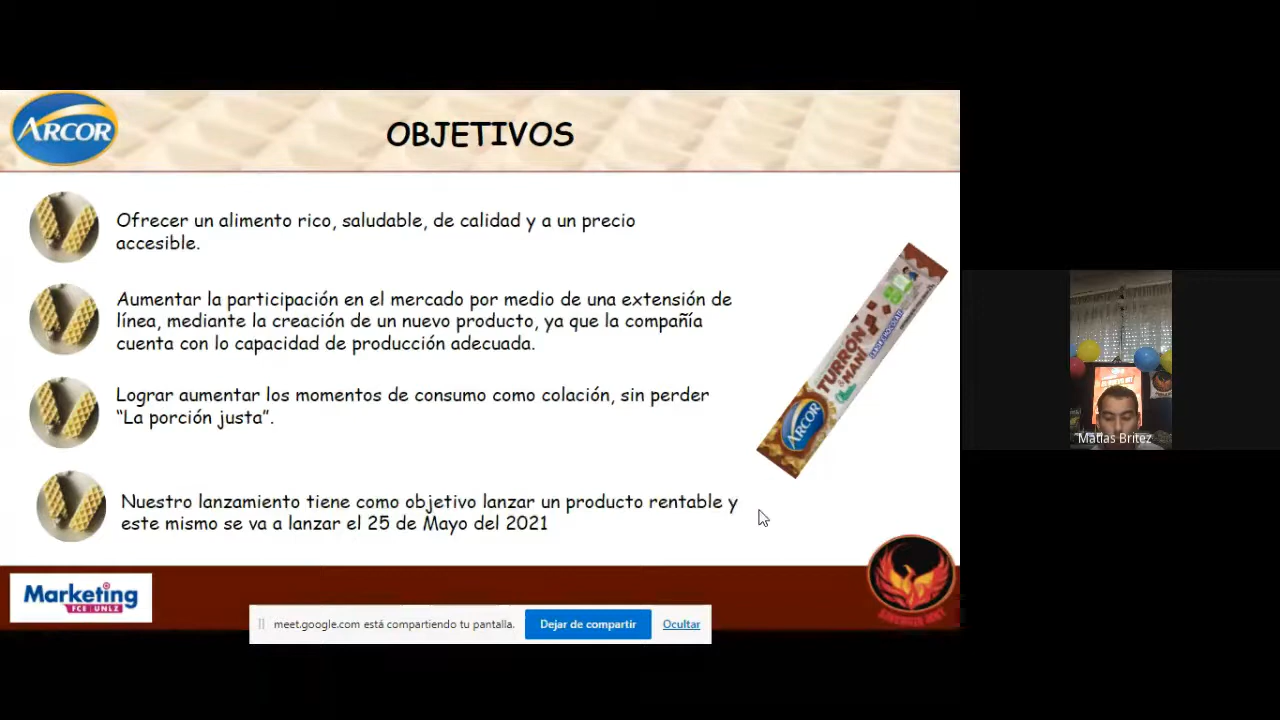 ARCOR
OBJETIVOS
Ofrecer un alimento rico, saludable, de calidad y a un precio
accesible.
Aumentar la participación en el mercado por medio de una extensión de
línea, mediante la creación de un nuevo producto, ya que la compañía
cuenta con lo capacidad de producción adecuada.
Lograr aumentar los momentos de consumo como colación, sin perder
“La porción justa”.
Nuestro lanzamiento tiene como objetivo lanzar un producto rentable y
este mismo se va a lanzar el 25 de Mayo del 2021
ARCOR
TURRÓN
MANÍ
Marketing
FCE UNLZ
meet.google.com está compartiendo tu pantalla.
Dejar de compartir
Ocultar
Matias Britez